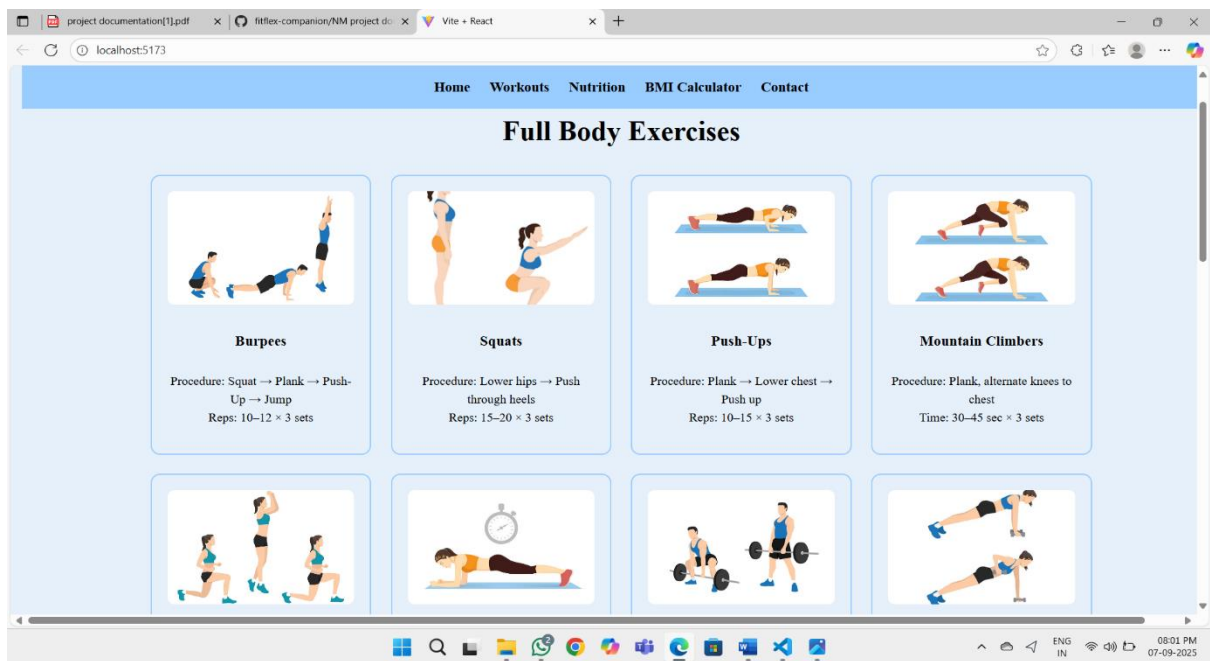 project documentation[1].pdf
fitflex-companion/NM project do
Vite + React
localhost:5173
Home Workouts Nutrition BMI Calculator Contact
Full Body Exercises
Burpees
Procedure: Squat → Plank → Push-
Up → Jump
Reps: 10–12 × 3 sets
Squats
Procedure: Lower hips → Push
through heels
Reps: 15–20 × 3 sets
Push-Ups
Procedure: Plank → Lower chest →
Push up
Reps: 10–15 × 3 sets
Mountain Climbers
Procedure: Plank, alternate knees to
chest
Time: 30–45 sec × 3 sets
2
ENG
IN
08:01 PM
07-09-2025